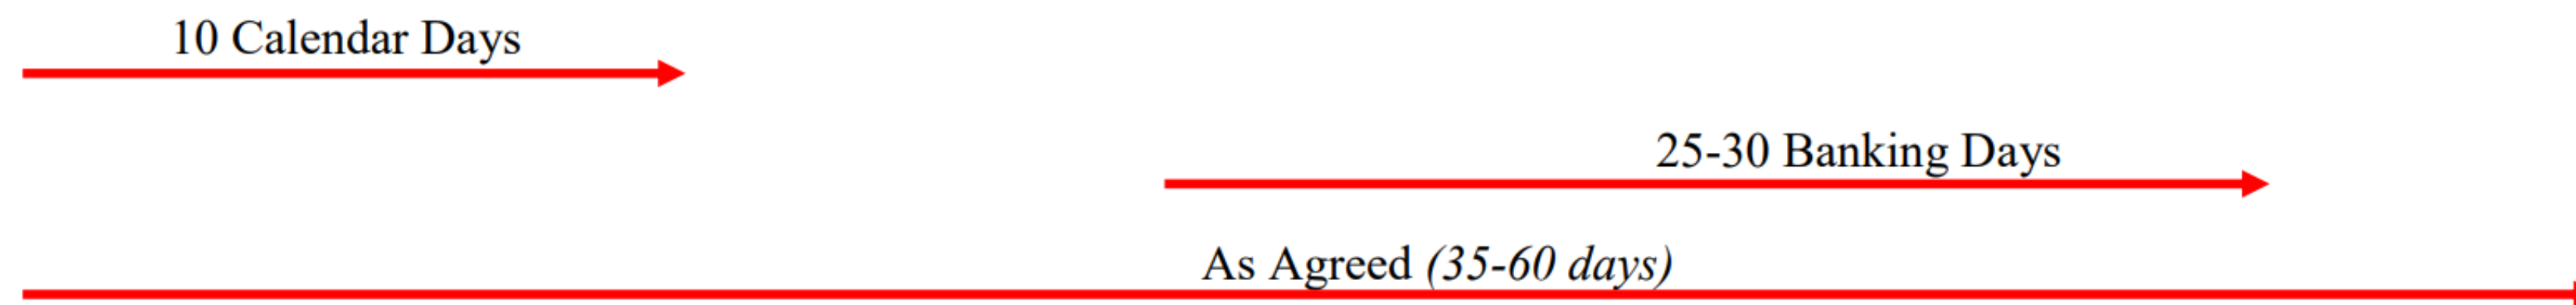 10 Calendar Days
25-30 Banking Days
As Agreed (35-60 days)